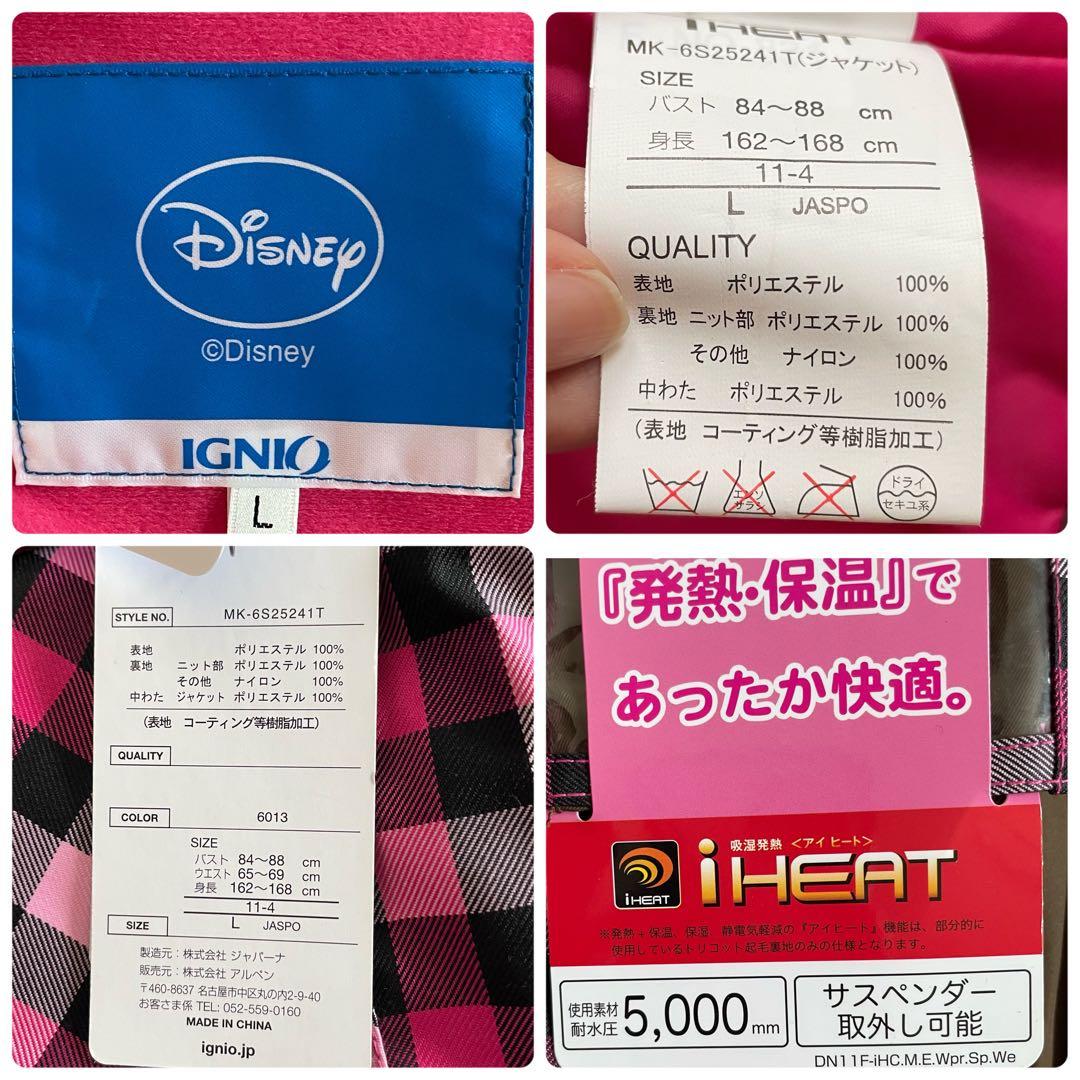 Disney
©Disney
IGNIO
L
iHEAT
MK-6S25241T(ジャケット)
SIZE
バスト 84〜88 cm
身長 162〜168 cm
11-4
L JASPO
QUALITY
表地 ポリエステル 100%
裏地 ニット部 ポリエステル 100%
その他 ナイロン 100%
中わた ポリエステル 100%
(表地 コーティング等樹脂加工)
エンソ
サラシ
ドライ
セキユ系
STYLE NO. MK-6S25241T
表地 ポリエステル 100%
裏地 ニット部 ポリエステル 100%
その他 ナイロン 100%
中わた ジャケット ポリエステル 100%
(表地 コーティング等樹脂加工)
QUALITY
COLOR 6013
SIZE
バスト 84〜88 cm
ウエスト 65〜69 cm
身長 162〜168 cm
11-4
SIZE L JASPO
製造元：株式会社 ジャパーナ
販売元：株式会社 アルペン
〒460-8637 名古屋市中区丸の内2-9-40
お客さま係 TEL: 052-559-0160
MADE IN CHINA
ignio.jp
『発熱・保温』で
あったか快適。
吸湿発熱 <アイ ヒート>
iHEAT
iHEAT
※発熱+保温、保湿、静電気軽減の『アイヒート』機能は、部分的に
使用しているトリコット起毛裏地のみの仕様となります。
使用素材
耐水圧 5,000mm
サスペンダー
取外し可能
DN11F-iHC.M.E.Wpr.Sp.We